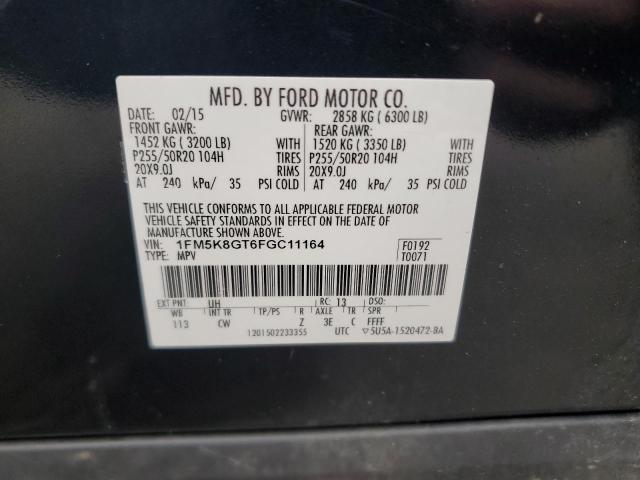 MFD. BY FORD MOTOR CO.
DATE: 02/15 GVWR: 2858 KG ( 6300 LB)
FRONT GAWR: REAR GAWR:
1452 KG ( 3200 LB) WITH 1520 KG ( 3350 LB) WITH
P255/50R20 104H TIRES P255/50R20 104H TIRES
20X9.0J RIMS 20X9.0J RIMS
AT 240 kPa/ 35 PSI COLD AT 240 kPa/ 35 PSI COLD
THIS VEHICLE CONFORMS TO ALL APPLICABLE FEDERAL MOTOR
VEHICLE SAFETY STANDARDS IN EFFECT ON THE DATE OF
MANUFACTURE SHOWN ABOVE.
VIN: 1FM5K8GT6FGC11164 F0192
TYPE: MPV T0071
EXT PNT: UH RC: 13 DSO:
WB INT TR TP/PS R AXLE TR SPR
113 CW Z 3E C FFFF
1201502233355 UTC ▽5U5A-1520472-BA